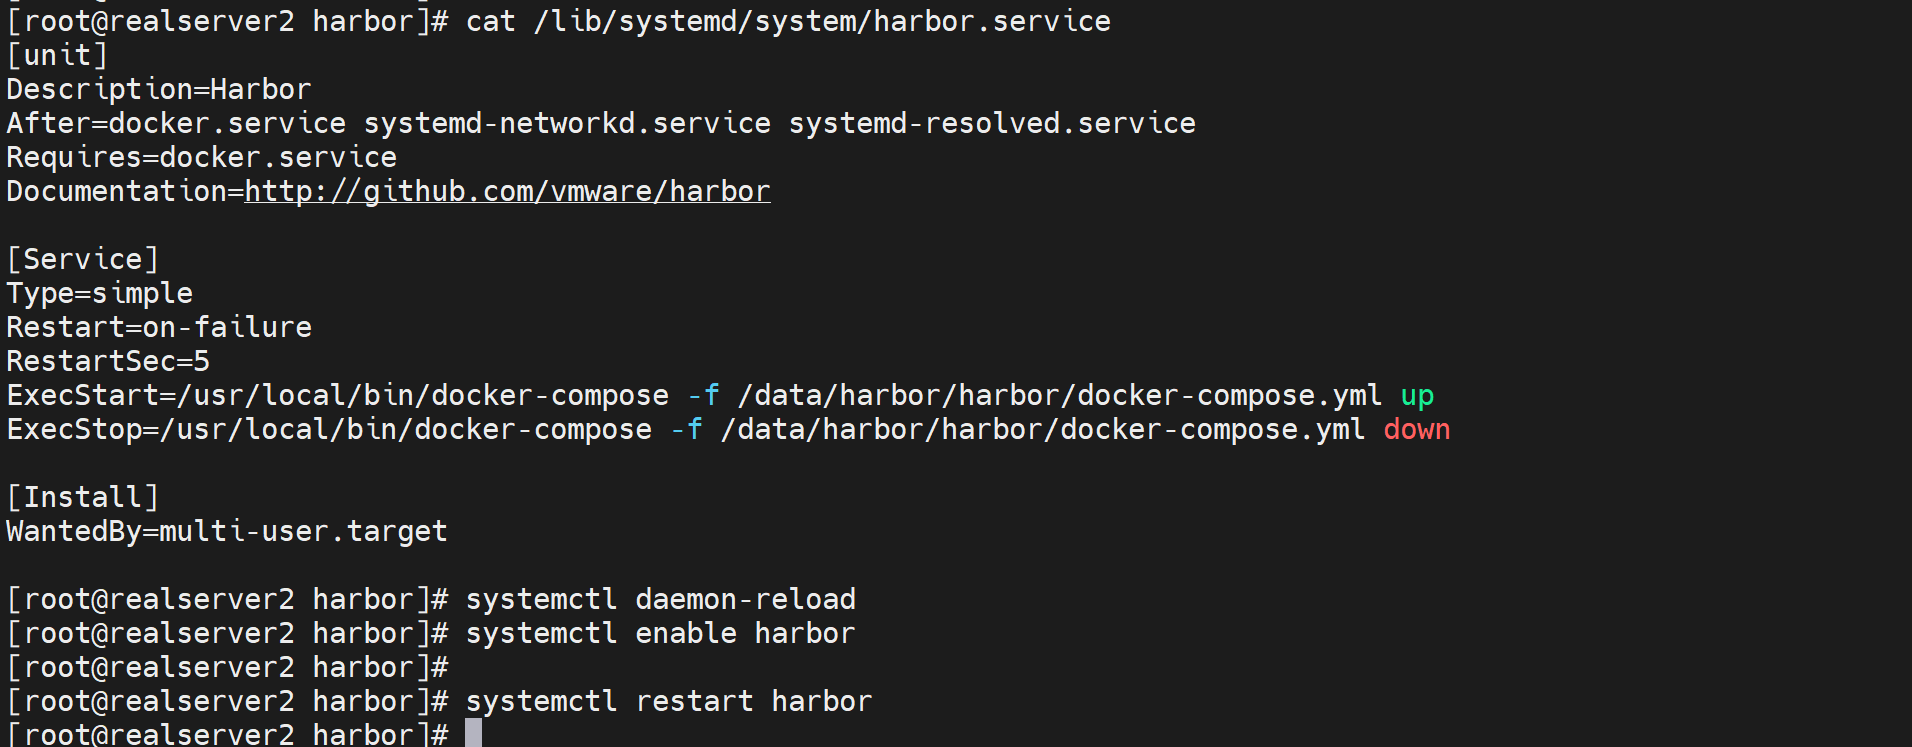 [root@realserver2 harbor]# cat /lib/systemd/system/harbor.service
[unit]
Description=Harbor
After=docker.service systemd-networkd.service systemd-resolved.service
Requires=docker.service
Documentation=http://github.com/vmware/harbor
[Service]
Type=simple
Restart=on-failure
RestartSec=5
ExecStart=/usr/local/bin/docker-compose -f /data/harbor/harbor/docker-compose.yml up
ExecStop=/usr/local/bin/docker-compose -f /data/harbor/harbor/docker-compose.yml down
[Install]
WantedBy=multi-user.target
[root@realserver2 harbor]# systemctl daemon-reload
[root@realserver2 harbor]# systemctl enable harbor
[root@realserver2 harbor]#
[root@realserver2 harbor]# systemctl restart harbor
[root@realserver2 harbor]#